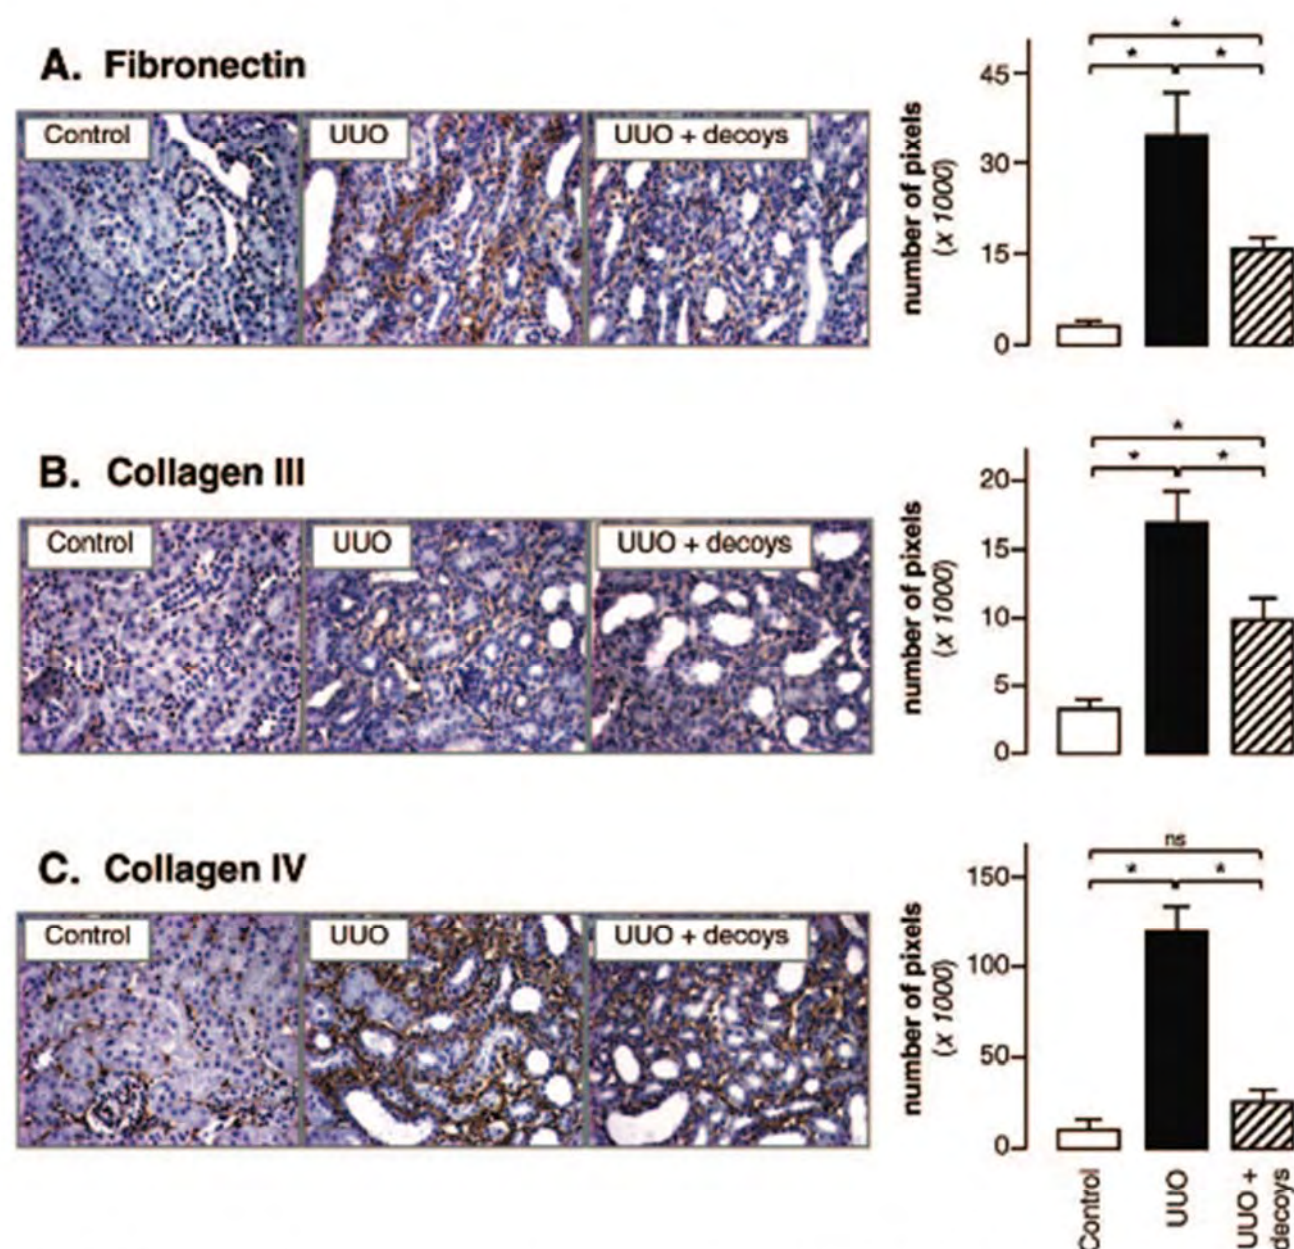 A. Fibronectin
Control
UUO
UUO + decoys
number of pixels
(x 1000)
45
30
15
0
*
*
*
B. Collagen III
Control
UUO
UUO + decoys
number of pixels
(x 1000)
20
15
10
5
0
*
*
*
C. Collagen IV
Control
UUO
UUO + decoys
number of pixels
(x 1000)
150
100
50
0
ns
*
*
Control
UUO
UUO +
decoys